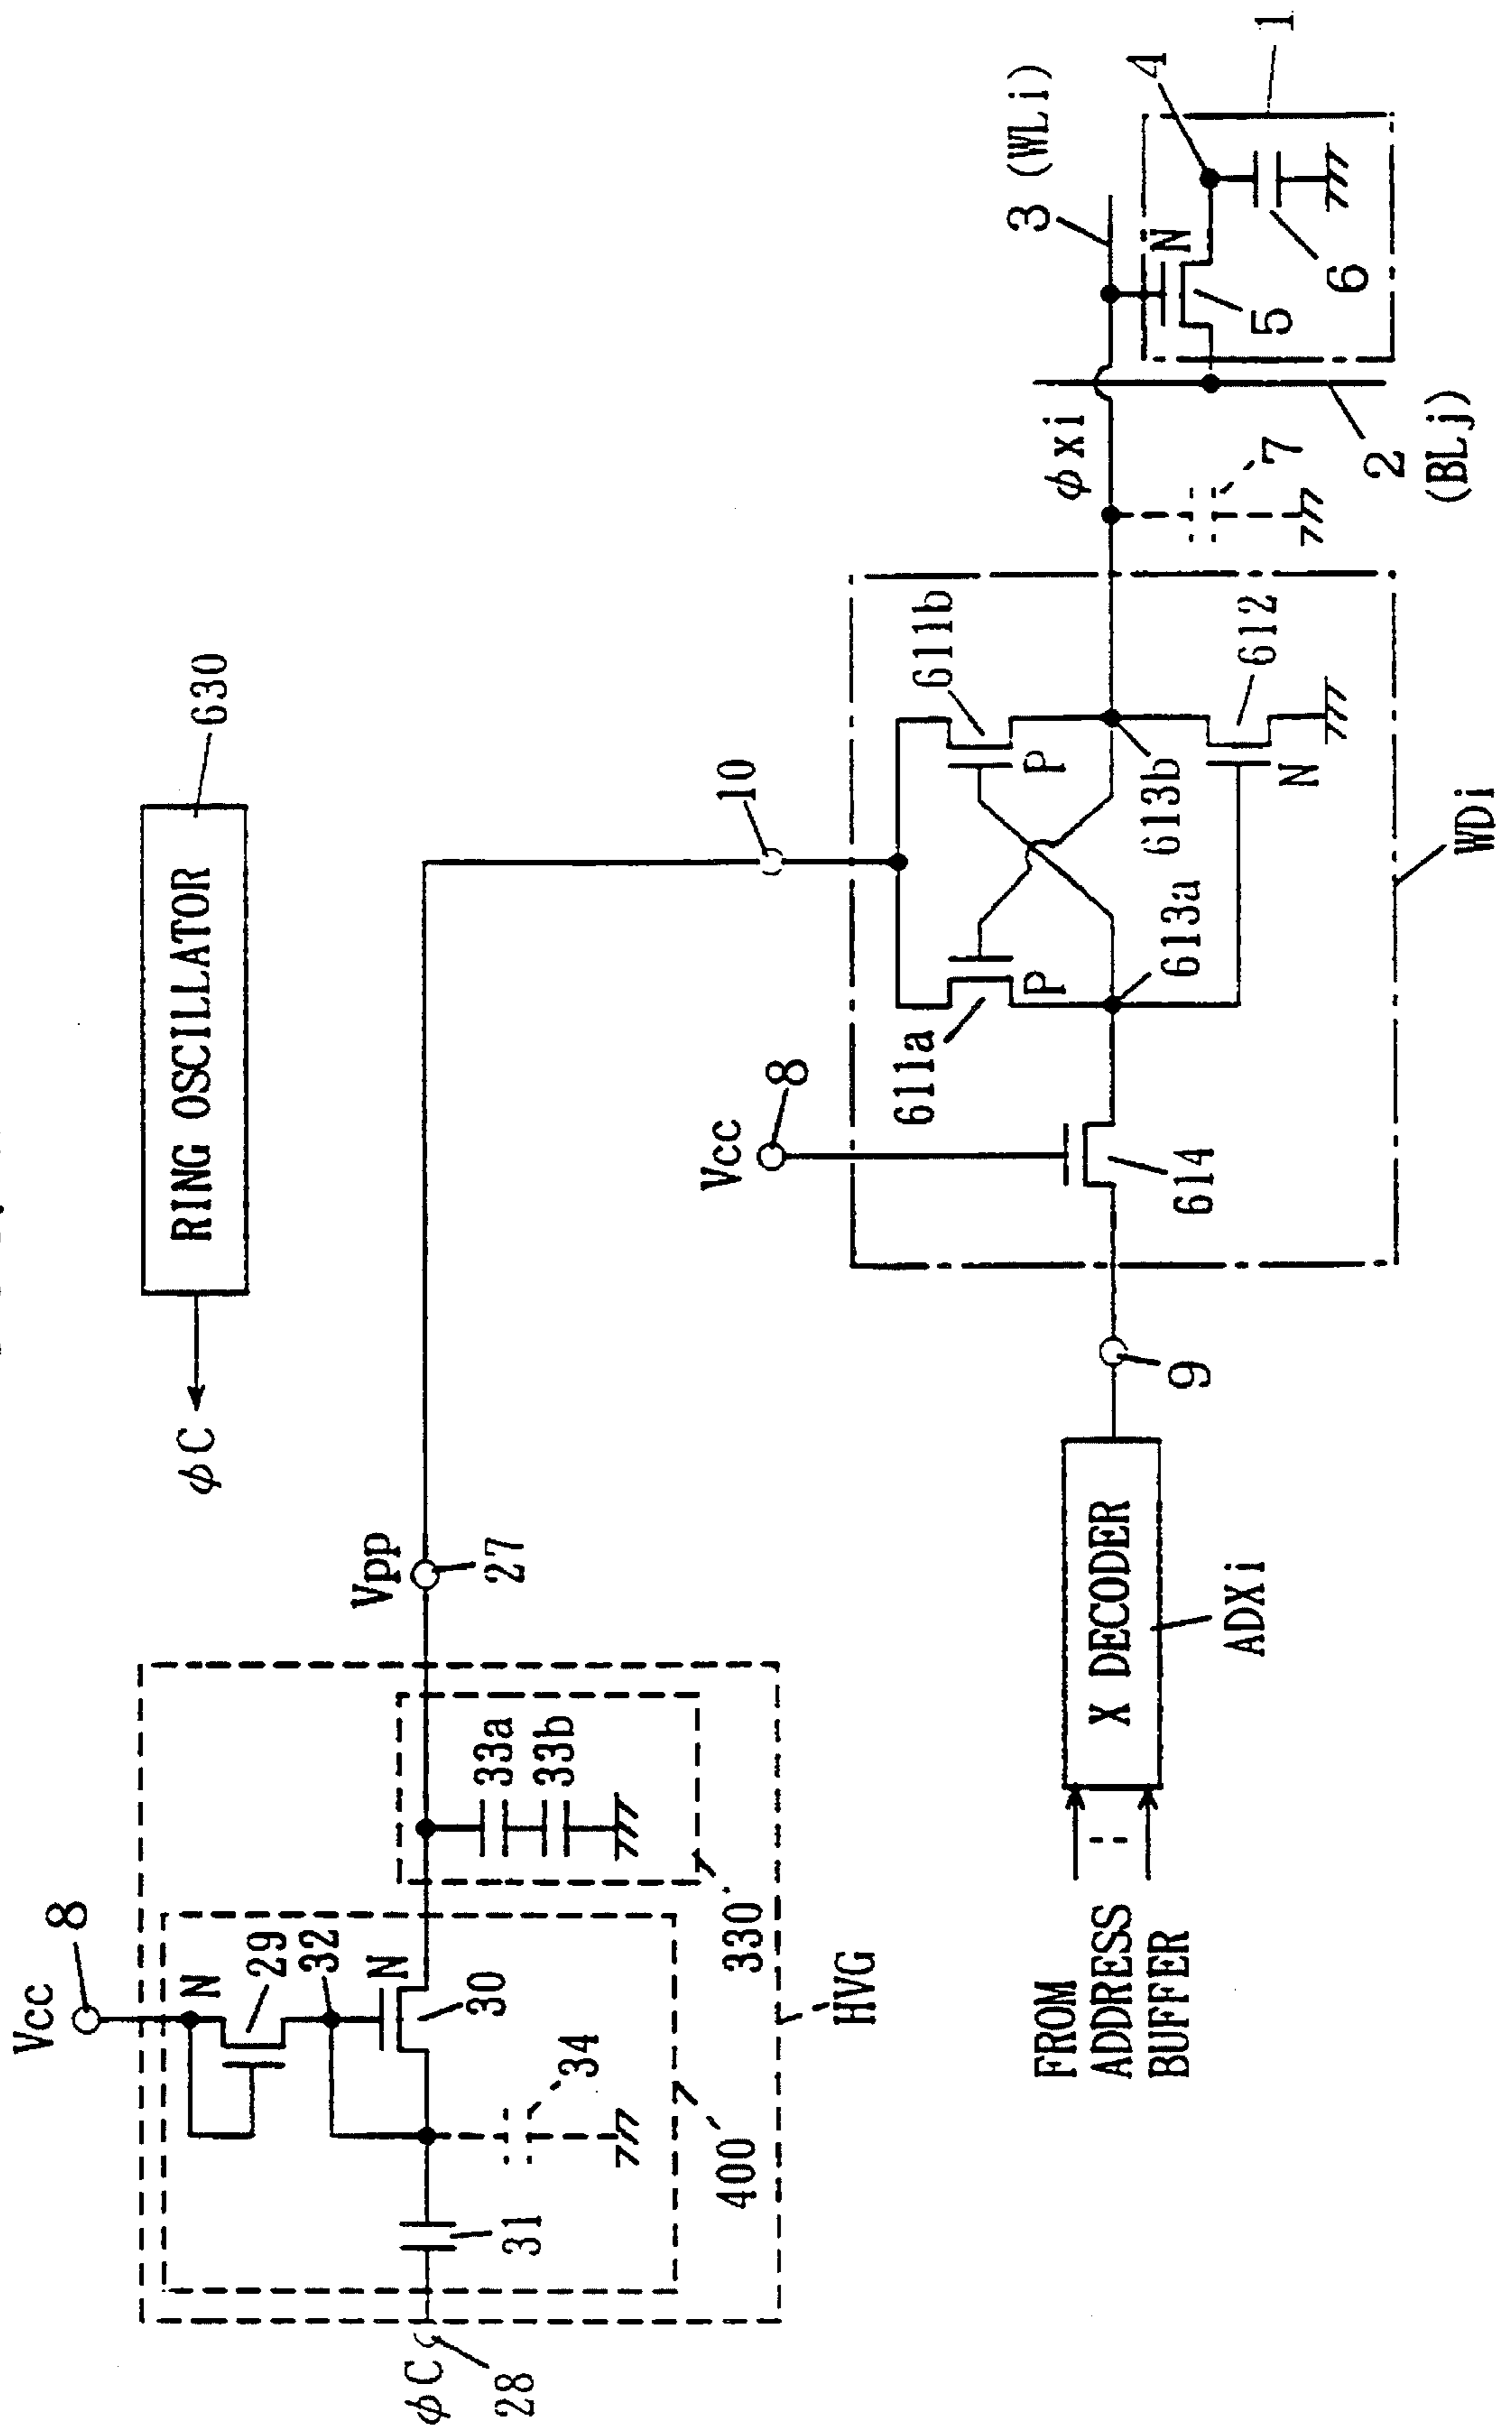 φC
RING OSCILLATOR
630
Vcc
8
N
29
32
N
30
31
34
400'
φC
28
33a
33b
330'
HVG
Vpp
27
10
Vcc
8
611a
P
611b
P
613a
613b
612
N
614
WDi
FROM
ADDRESS
BUFFER
X DECODER
ADXi
9
φxi
7
3 (WLi)
2
(BLj)
N
5
4
6
1